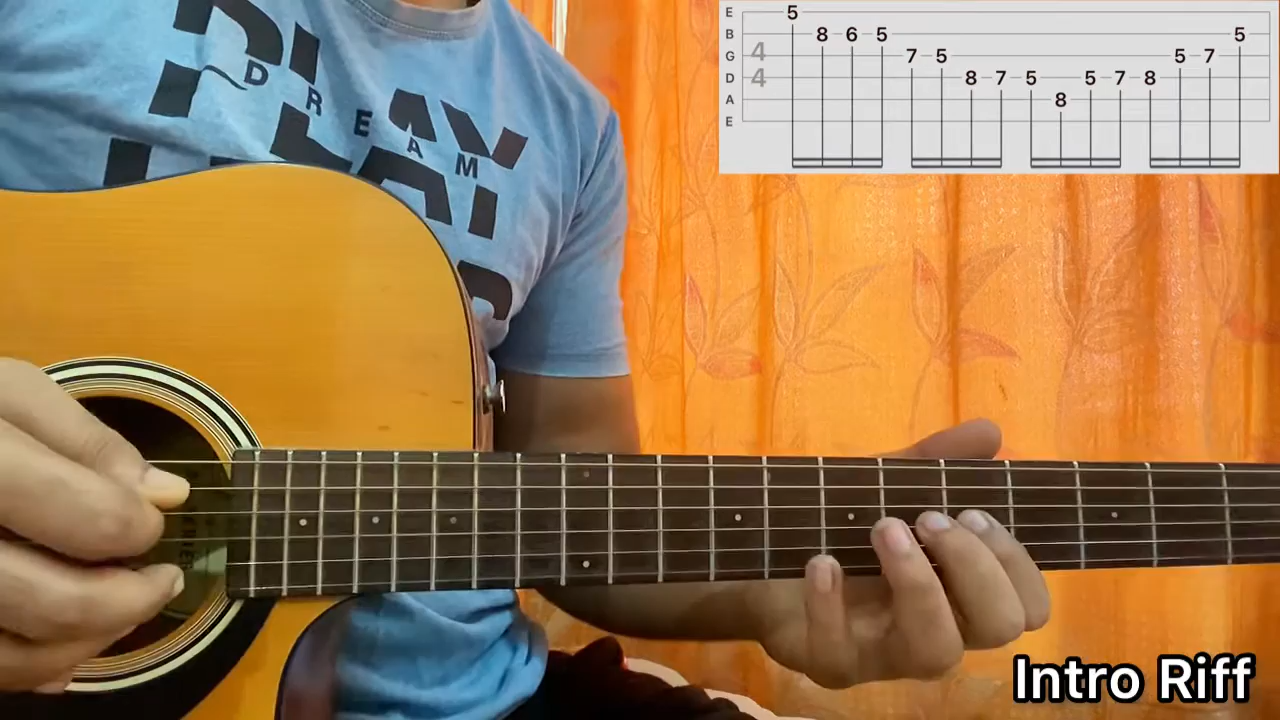 E 5
B 8 6 5 5
G 7 5 5 7
D 8 7 5 5 7 8
A 8
E
4
4
DREAM
PLAY
Intro Riff